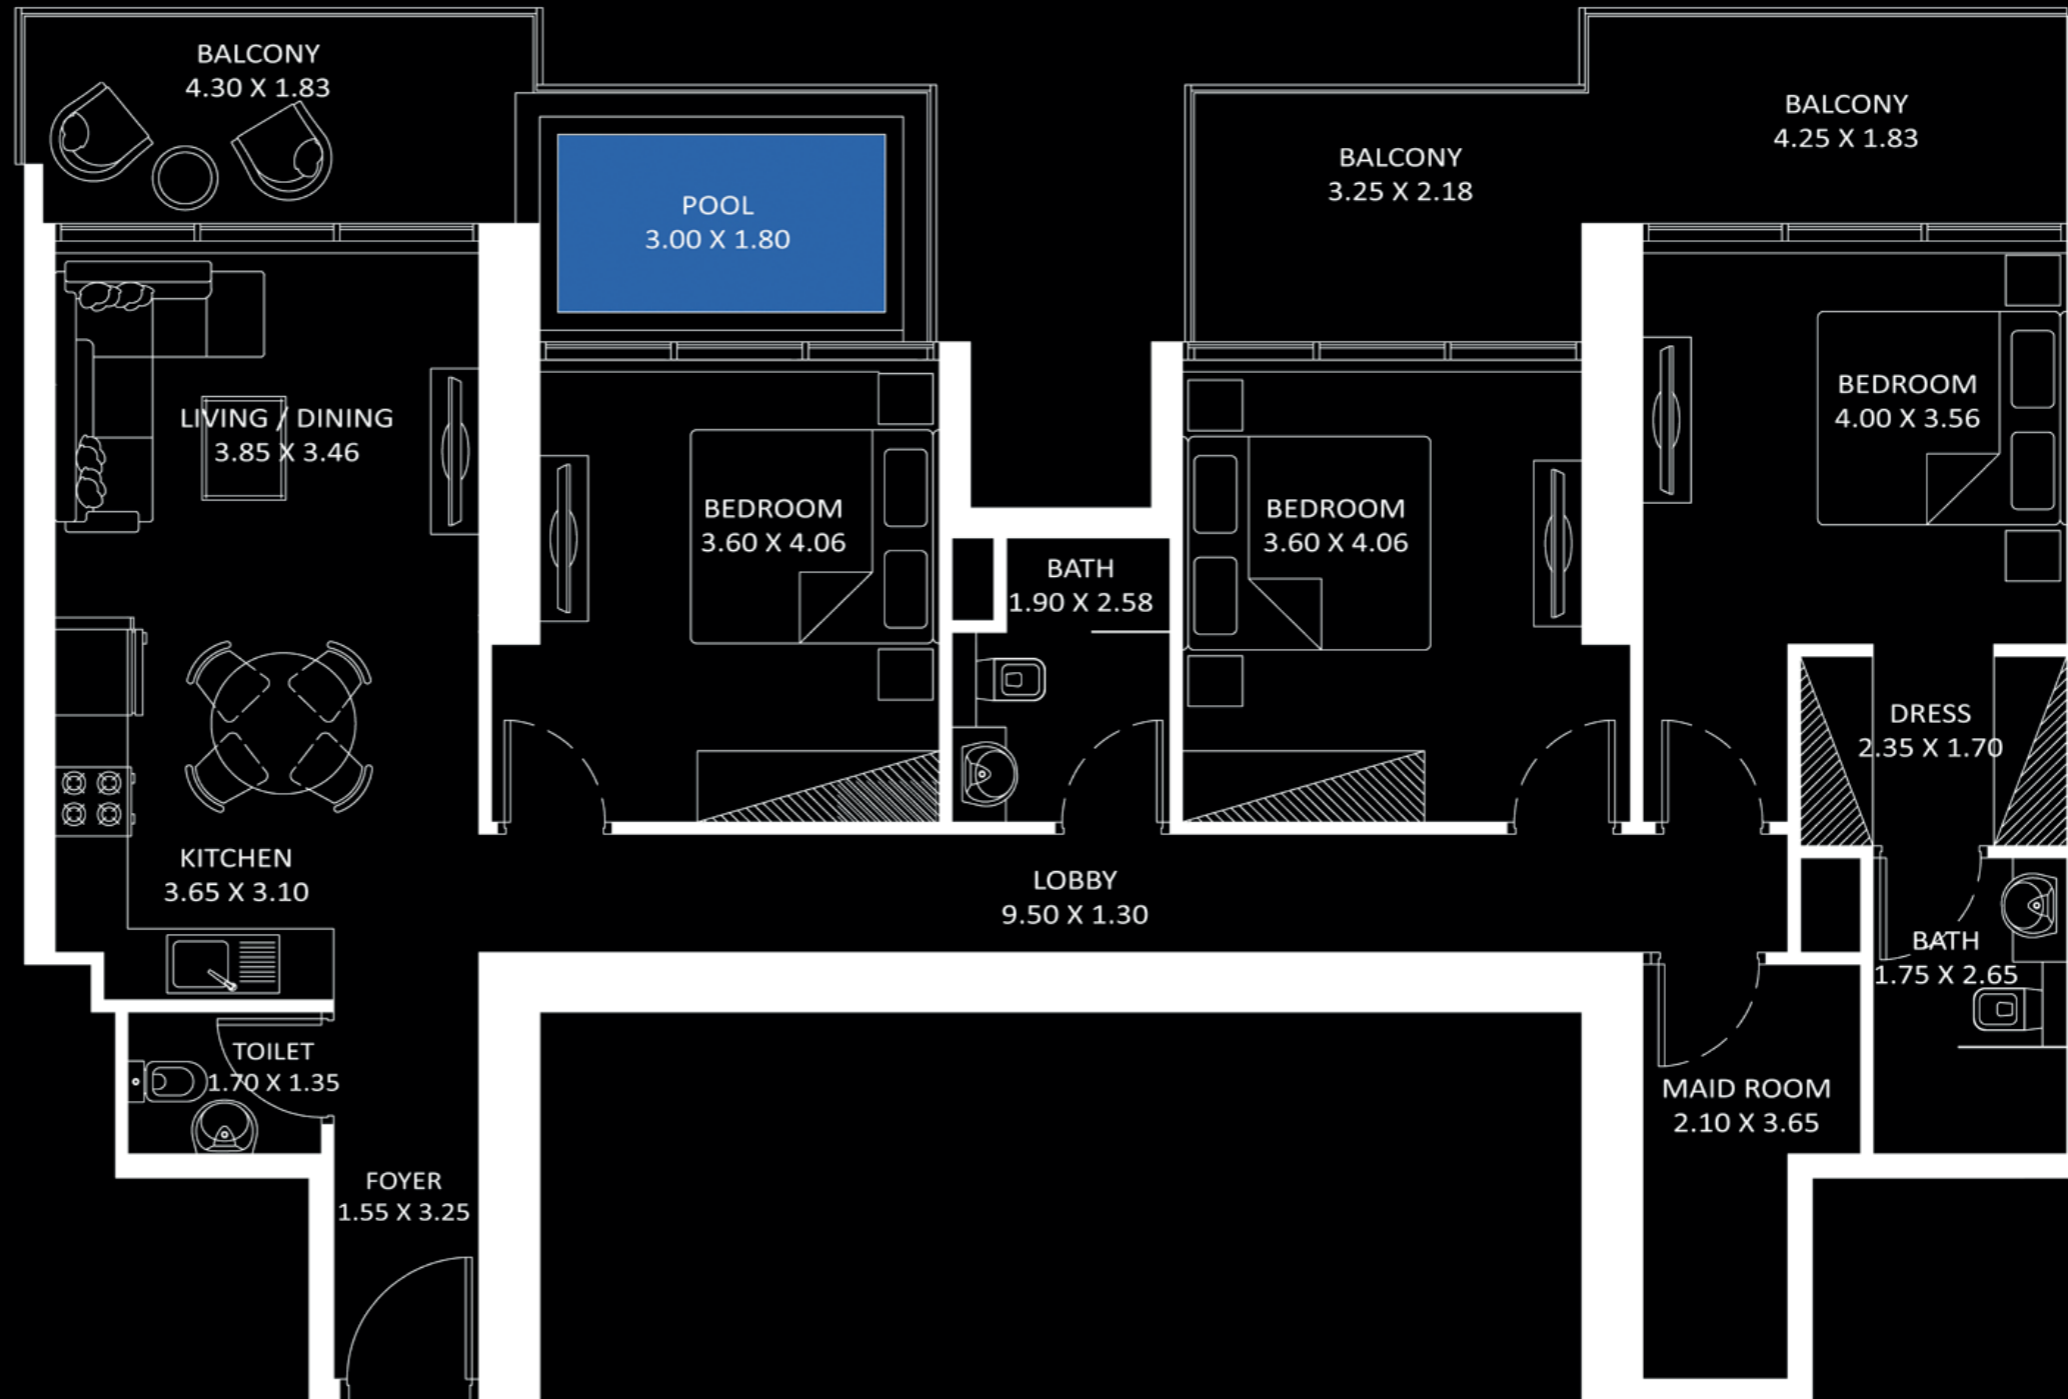 BALCONY
4.30 X 1.83
POOL
3.00 X 1.80
BALCONY
3.25 X 2.18
BALCONY
4.25 X 1.83
LIVING / DINING
3.85 X 3.46
BEDROOM
3.60 X 4.06
BATH
1.90 X 2.58
BEDROOM
3.60 X 4.06
BEDROOM
4.00 X 3.56
DRESS
2.35 X 1.70
KITCHEN
3.65 X 3.10
LOBBY
9.50 X 1.30
BATH
1.75 X 2.65
TOILET
1.70 X 1.35
MAID ROOM
2.10 X 3.65
FOYER
1.55 X 3.25